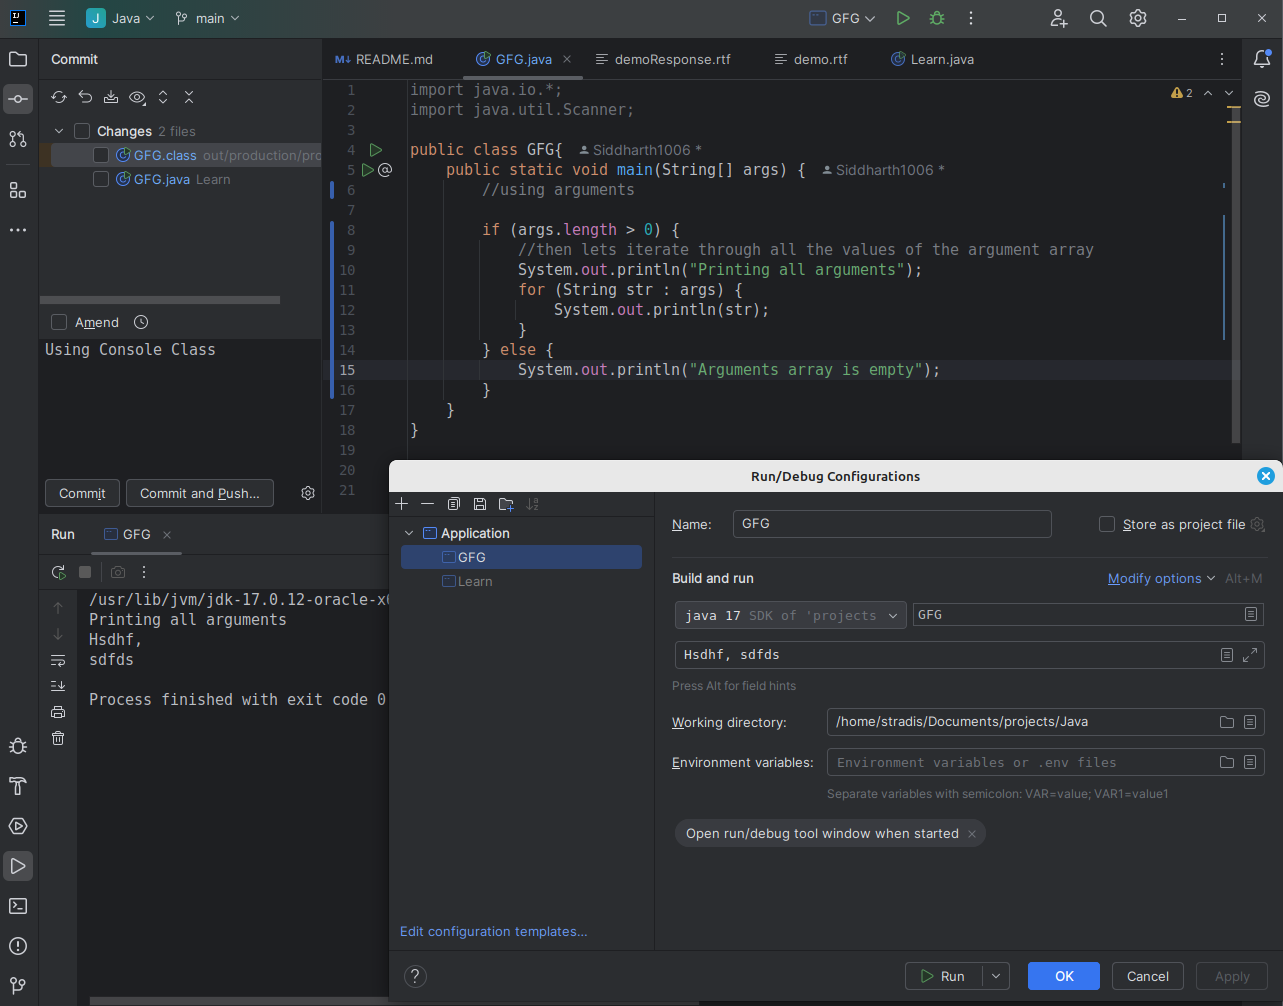 J Java main GFG
Commit
README.md GFG.java demoResponse.rtf demo.rtf Learn.java
Changes 2 files
GFG.class out/production/pro
GFG.java Learn
Amend
Using Console Class
Commit Commit and Push...
2
1 import java.io.*;
2 import java.util.Scanner;
3
4 public class GFG{ Siddharth1006 *
5 public static void main(String[] args) { Siddharth1006 *
6 //using arguments
7
8 if (args.length > 0) {
9 //then lets iterate through all the values of the argument array
10 System.out.println("Printing all arguments");
11 for (String str : args) {
12 System.out.println(str);
13 }
14 } else {
15 System.out.println("Arguments array is empty");
16 }
17 }
18 }
19
20
21
Run GFG
/usr/lib/jvm/jdk-17.0.12-oracle-x6
Printing all arguments
Hsdhf,
sdfds
Process finished with exit code 0
Run/Debug Configurations
Application
GFG
Learn
Edit configuration templates...
Name: GFG Store as project file
Build and run Modify options Alt+M
java 17 SDK of 'projects GFG
Hsdhf, sdfds
Press Alt for field hints
Working directory: /home/stradis/Documents/projects/Java
Environment variables: Environment variables or .env files
Separate variables with semicolon: VAR=value; VAR1=value1
Open run/debug tool window when started
? Run OK Cancel Apply